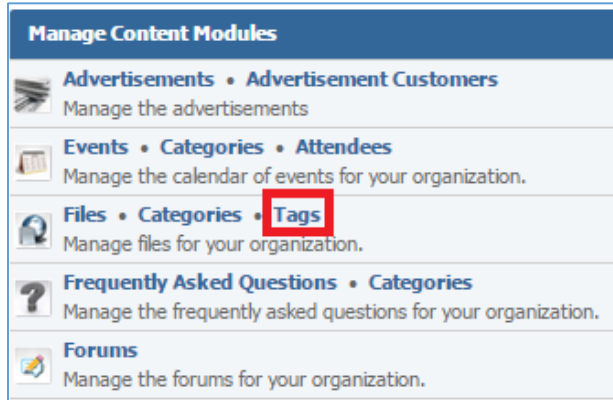 Manage Content Modules
Advertisements • Advertisement Customers
Manage the advertisements
Events • Categories • Attendees
Manage the calendar of events for your organization.
Files • Categories • Tags
Manage files for your organization.
Frequently Asked Questions • Categories
Manage the frequently asked questions for your organization.
Forums
Manage the forums for your organization.